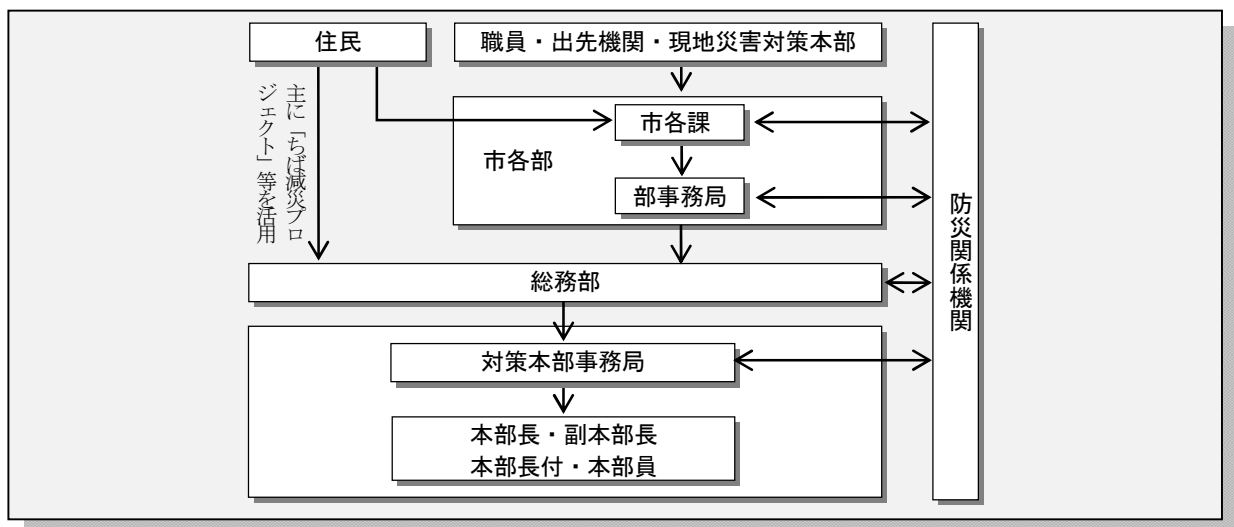 住民
職員・出先機関・現地災害対策本部
主に「ちば減災プロ
ジェクト」等を活用
市各課
市各部
部事務局
防災関係機関
総務部
対策本部事務局
本部長・副本部長
本部長付・本部員